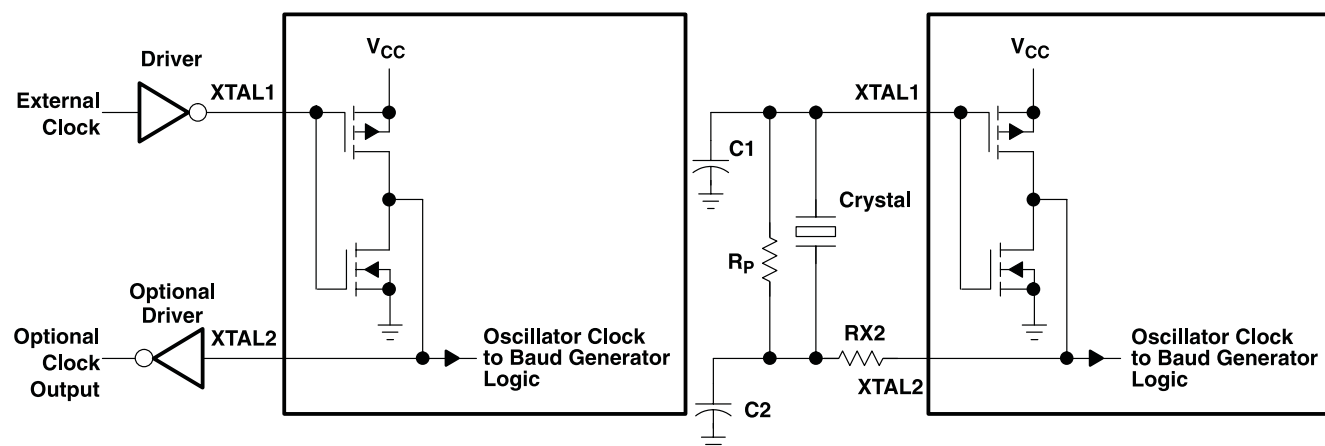 Driver
External
Clock
XTAL1
VCC
Optional
Driver
Optional
Clock
Output
XTAL2
Oscillator Clock
to Baud Generator
Logic
VCC
XTAL1
C1
Crystal
RP
RX2
XTAL2
C2
Oscillator Clock
to Baud Generator
Logic